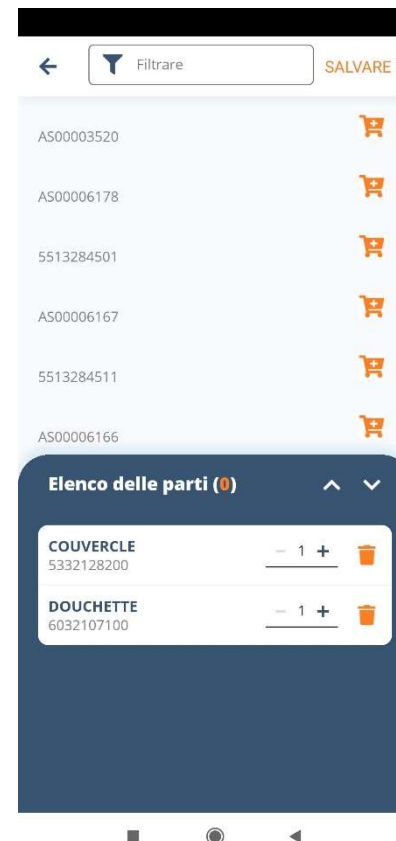 Filtrare
SALVARE
AS00003520
AS00006178
5513284501
AS00006167
5513284511
AS00006166
Elenco delle parti (0)
COUVERCLE
5332128200
− 1 +
DOUCHETTE
6032107100
− 1 +